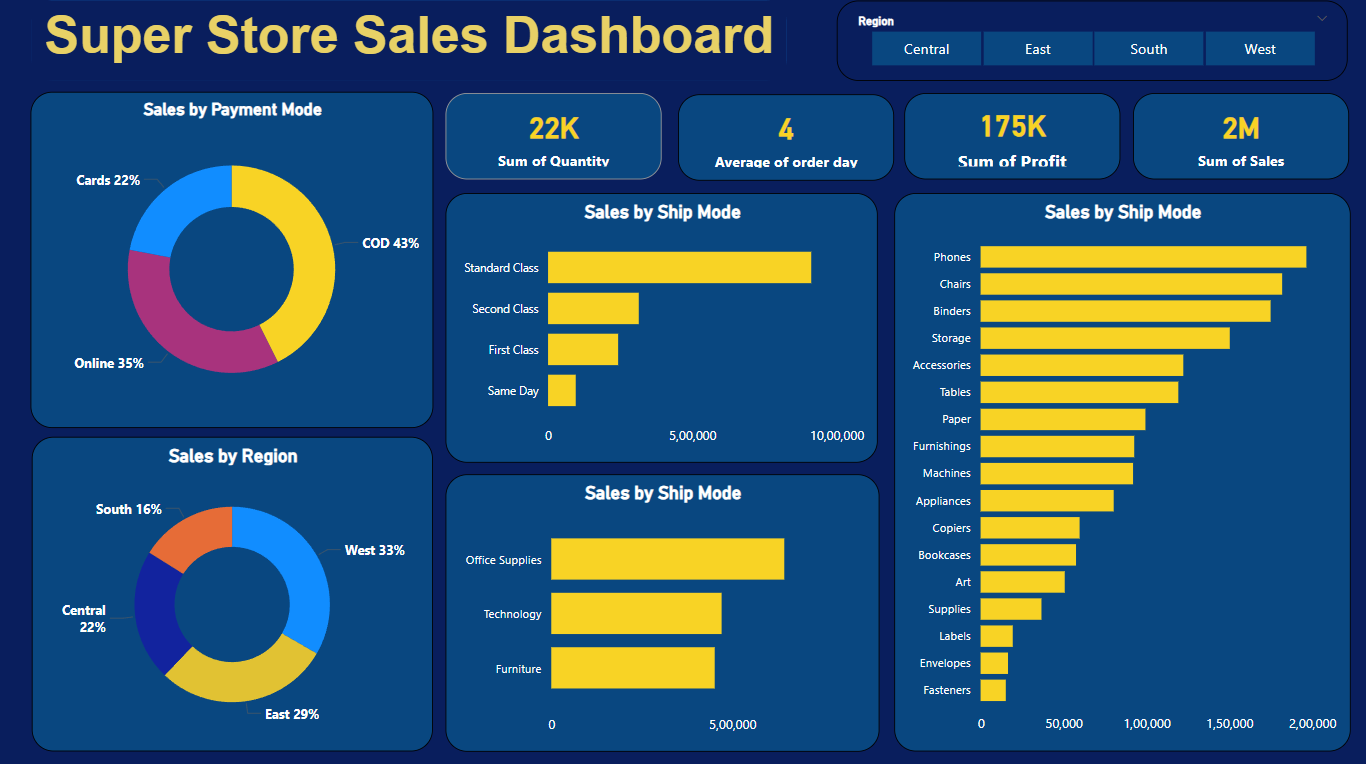 Super Store Sales Dashboard
Region
Central
East
South
West
Sales by Payment Mode
Cards 22%
COD 43%
Online 35%
22K
Sum of Quantity
4
Average of order day
175K
Sum of Profit
2M
Sum of Sales
Sales by Ship Mode
Standard Class
Second Class
First Class
Same Day
0
5,00,000
10,00,000
Sales by Ship Mode
Phones
Chairs
Binders
Storage
Accessories
Tables
Paper
Furnishings
Machines
Appliances
Copiers
Bookcases
Art
Supplies
Labels
Envelopes
Fasteners
0
50,000
1,00,000
1,50,000
2,00,000
Sales by Region
South 16%
West 33%
Central
22%
East 29%
Sales by Ship Mode
Office Supplies
Technology
Furniture
0
5,00,000